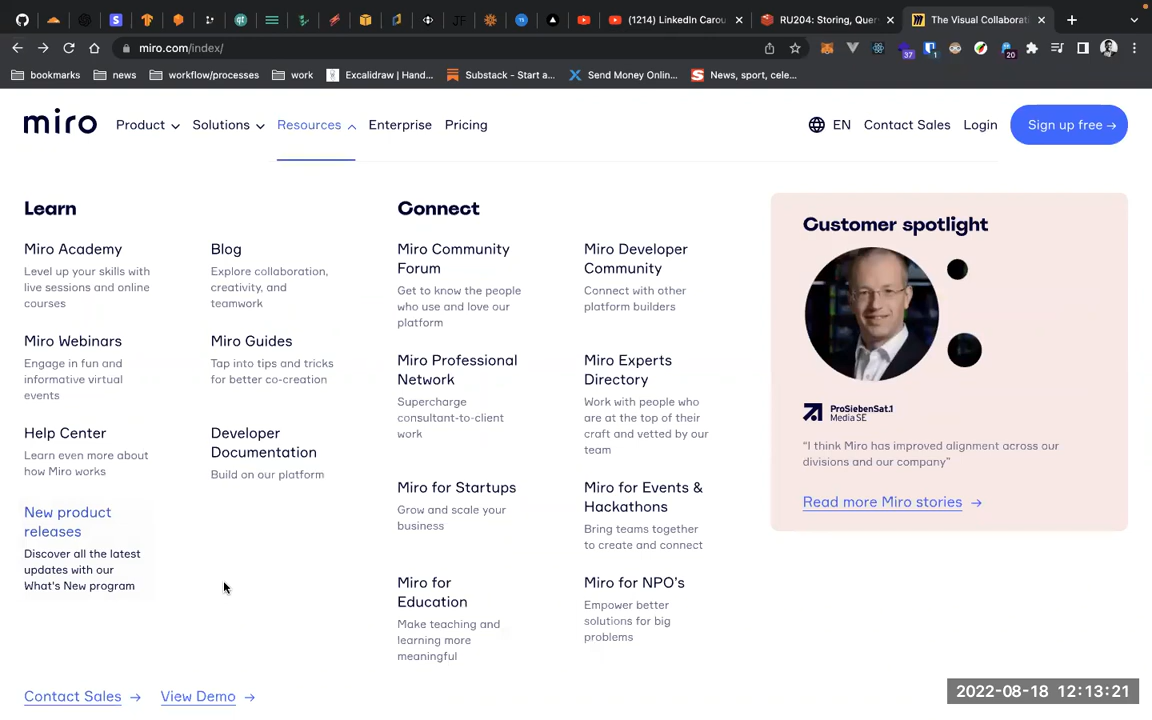 (1214) LinkedIn Carou
RU204: Storing, Quer
The Visual Collaborati
miro.com/index/
37
1
20
bookmarks
news
workflow/processes
work
Excalidraw | Hand...
Substack - Start a...
Send Money Onlin...
News, sport, cele...
miro
Product
Solutions
Resources
Enterprise
Pricing
EN
Contact Sales
Login
Sign up free →
Learn
Miro Academy
Level up your skills with
live sessions and online
courses
Blog
Explore collaboration,
creativity, and
teamwork
Miro Webinars
Engage in fun and
informative virtual
events
Miro Guides
Tap into tips and tricks
for better co-creation
Help Center
Learn even more about
how Miro works
Developer
Documentation
Build on our platform
New product
releases
Discover all the latest
updates with our
What's New program
Connect
Miro Community
Forum
Get to know the people
who use and love our
platform
Miro Developer
Community
Connect with other
platform builders
Miro Professional
Network
Supercharge
consultant-to-client
work
Miro Experts
Directory
Work with people who
are at the top of their
craft and vetted by our
team
Miro for Startups
Grow and scale your
business
Miro for Events &
Hackathons
Bring teams together
to create and connect
Miro for
Education
Make teaching and
learning more
meaningful
Miro for NPO's
Empower better
solutions for big
problems
Customer spotlight
ProSiebenSat.1
Media SE
“I think Miro has improved alignment across our
divisions and our company”
Read more Miro stories →
Contact Sales →
View Demo →
2022-08-18 12:13:21